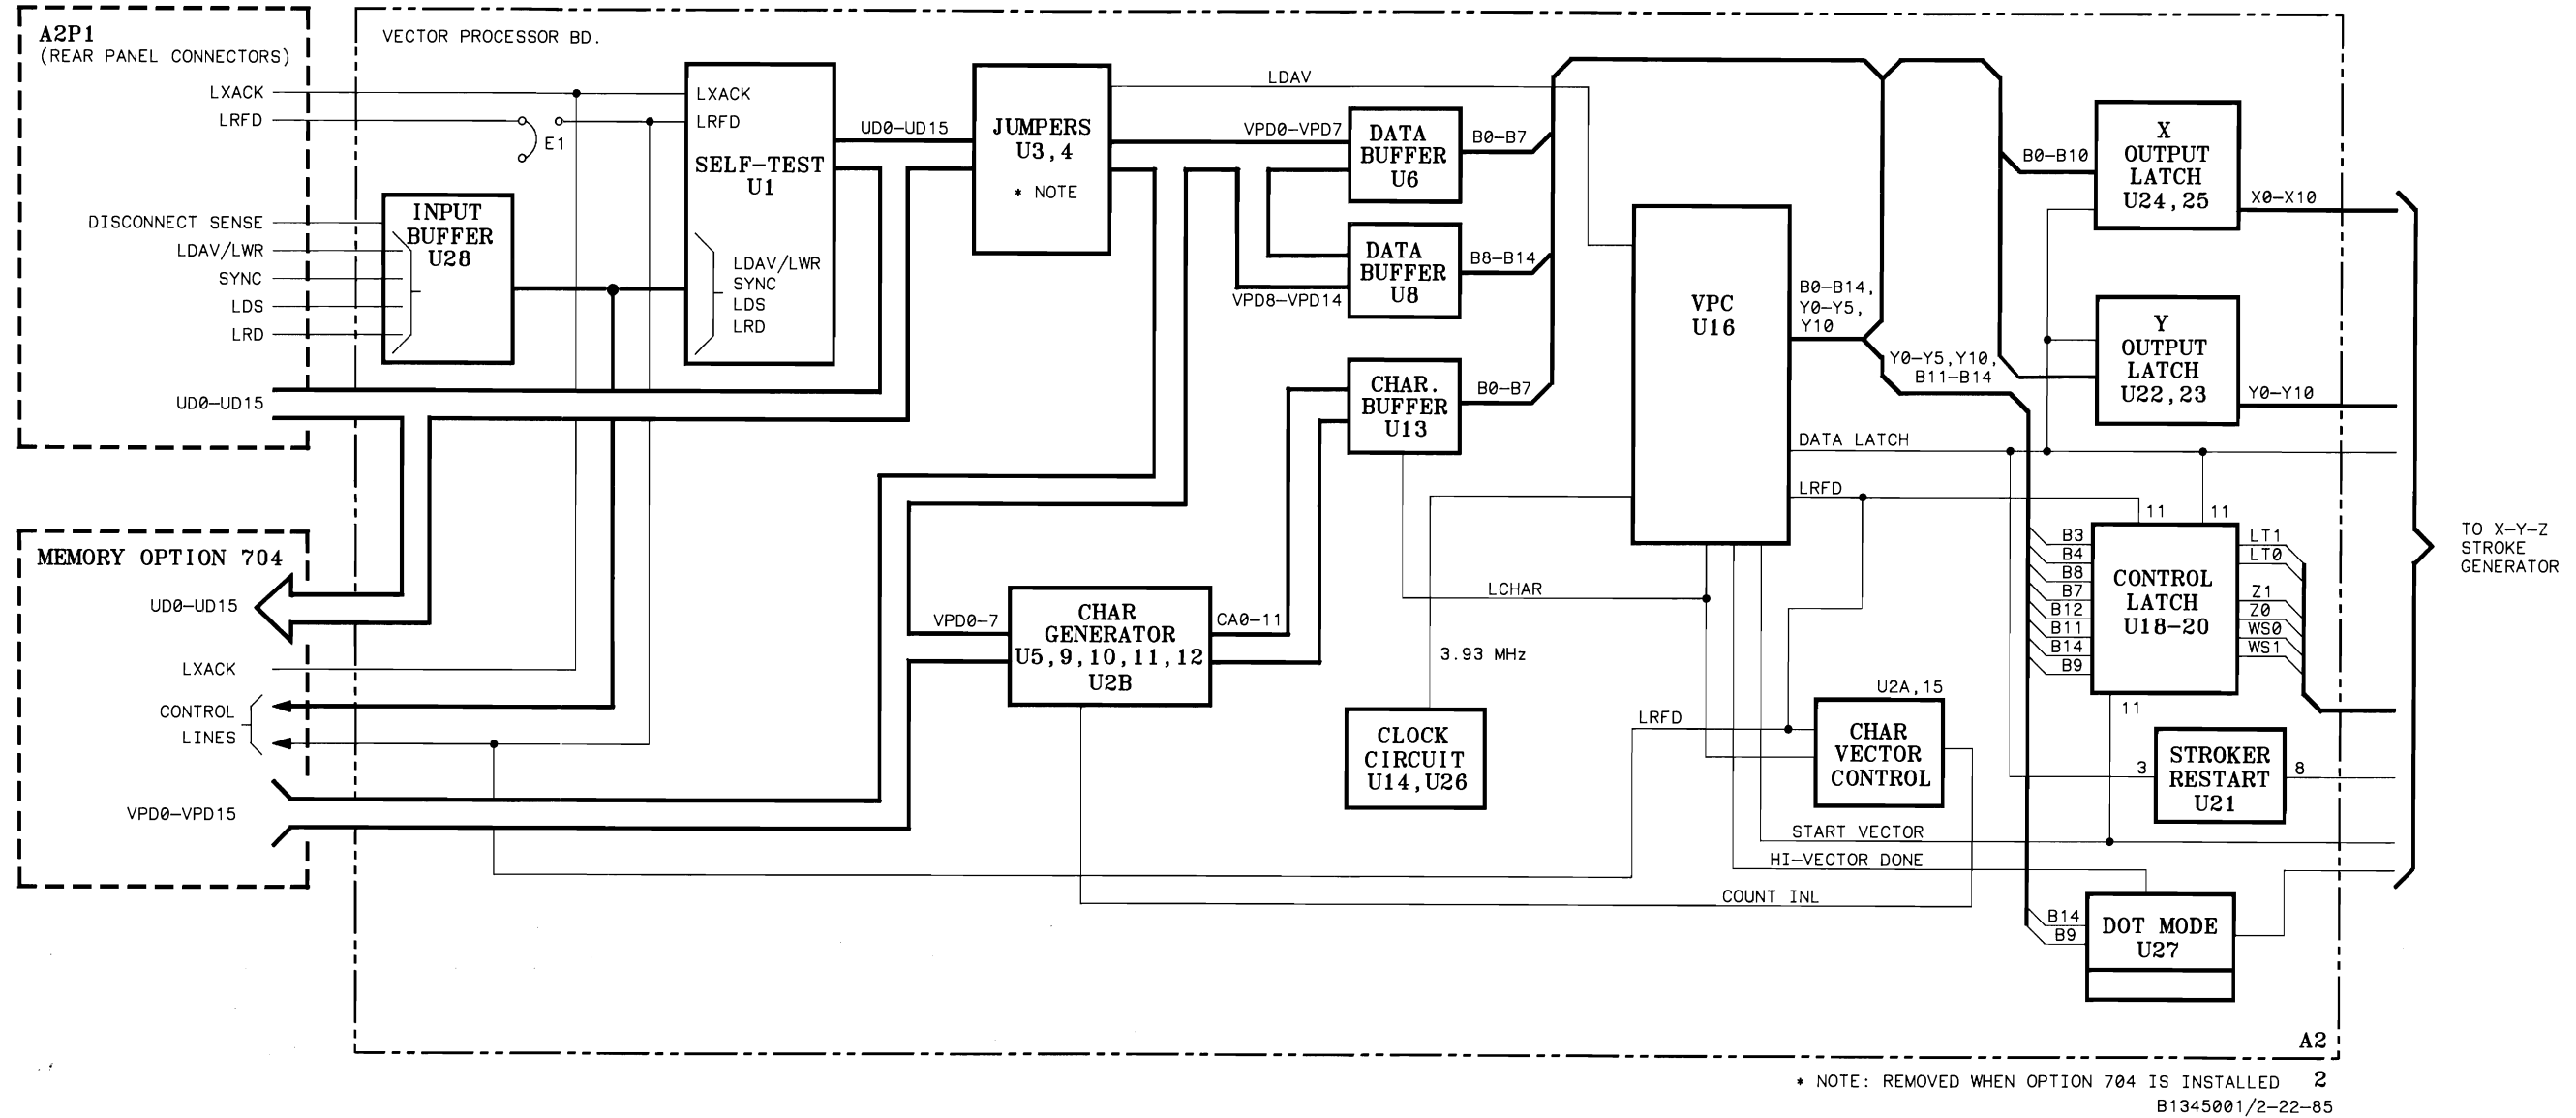 A2P1
(REAR PANEL CONNECTORS)
LXACK
LRFD
DISCONNECT SENSE
LDAV/LWR
SYNC
LDS
LRD
UD0-UD15
MEMORY OPTION 704
UD0-UD15
LXACK
CONTROL
LINES
VPD0-VPD15
VECTOR PROCESSOR BD.
E1
INPUT
BUFFER
U28
LXACK
LRFD
SELF-TEST
U1
LDAV/LWR
SYNC
LDS
LRD
UD0-UD15
JUMPERS
U3,4
* NOTE
LDAV
VPD0-VPD7
DATA
BUFFER
U6
B0-B7
DATA
BUFFER
U8
B8-B14
VPD8-VPD14
CHAR.
BUFFER
U13
B0-B7
VPD0-7
CHAR
GENERATOR
U5,9,10,11,12
U2B
CA0-11
LCHAR
3.93 MHz
CLOCK
CIRCUIT
U14,U26
VPC
U16
B0-B14,
Y0-Y5,
Y10
Y0-Y5,Y10,
B11-B14
DATA LATCH
LRFD
LRFD
U2A,15
CHAR
VECTOR
CONTROL
START VECTOR
HI-VECTOR DONE
COUNT INL
B0-B10
X
OUTPUT
LATCH
U24,25
X0-X10
Y
OUTPUT
LATCH
U22,23
Y0-Y10
11
11
B3
B4
B8
B7
B12
B11
B14
B9
CONTROL
LATCH
U18-20
LT1
LT0
Z1
Z0
WS0
WS1
11
3
STROKER
RESTART
U21
8
B14
B9
DOT MODE
U27
TO X-Y-Z
STROKE
GENERATOR
A2
* NOTE: REMOVED WHEN OPTION 704 IS INSTALLED 2
B1345001/2-22-85